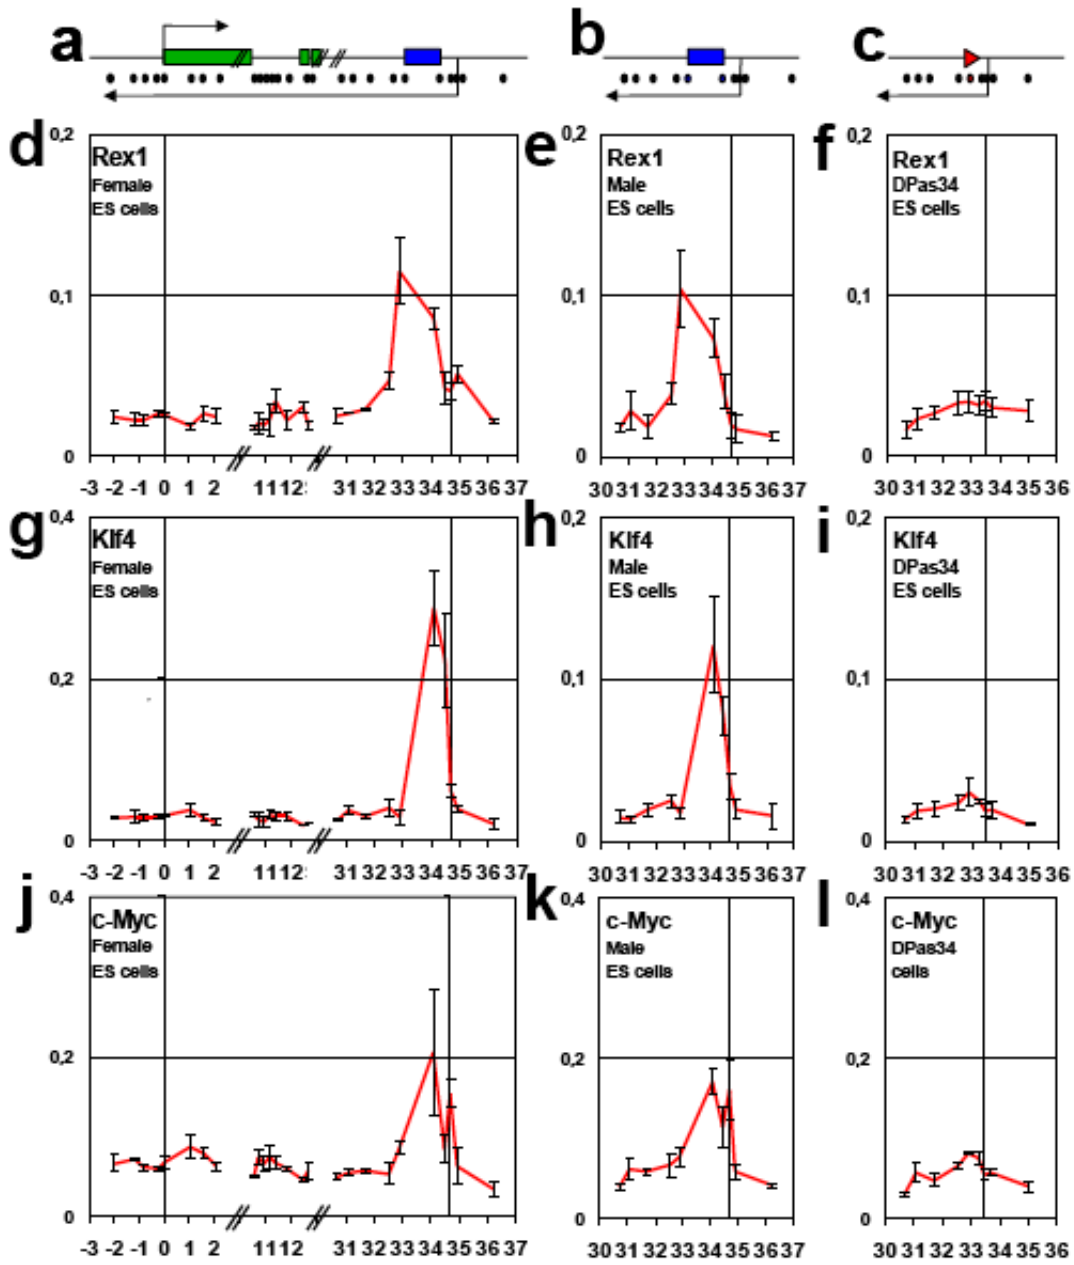 a b c
d e f
0,2 0,2 0,2
Rex1 Rex1 Rex1
Female Male DPas34
ES cells ES cells ES cells
0,1 0,1 0,1
0 0 0
-3 -2 -1 0 1 2 11 12 31 32 33 34 35 36 37 30 31 32 33 34 35 36 37 30 31 32 33 34 35 36
g h i
0,4 0,2 0,2
Klf4 Klf4 Klf4
Female Male DPas34
ES cells ES cells ES cells
0,2 0,1 0,1
0 0 0
-3 -2 -1 0 1 2 11 12 31 32 33 34 35 36 37 30 31 32 33 34 35 36 37 30 31 32 33 34 35 36
j k l
0,4 0,4 0,4
c-Myc c-Myc c-Myc
Female Male DPas34
ES cells ES cells cells
0,2 0,2 0,2
0 0 0
-3 -2 -1 0 1 2 11 12 31 32 33 34 35 36 37 30 31 32 33 34 35 36 37 30 31 32 33 34 35 36